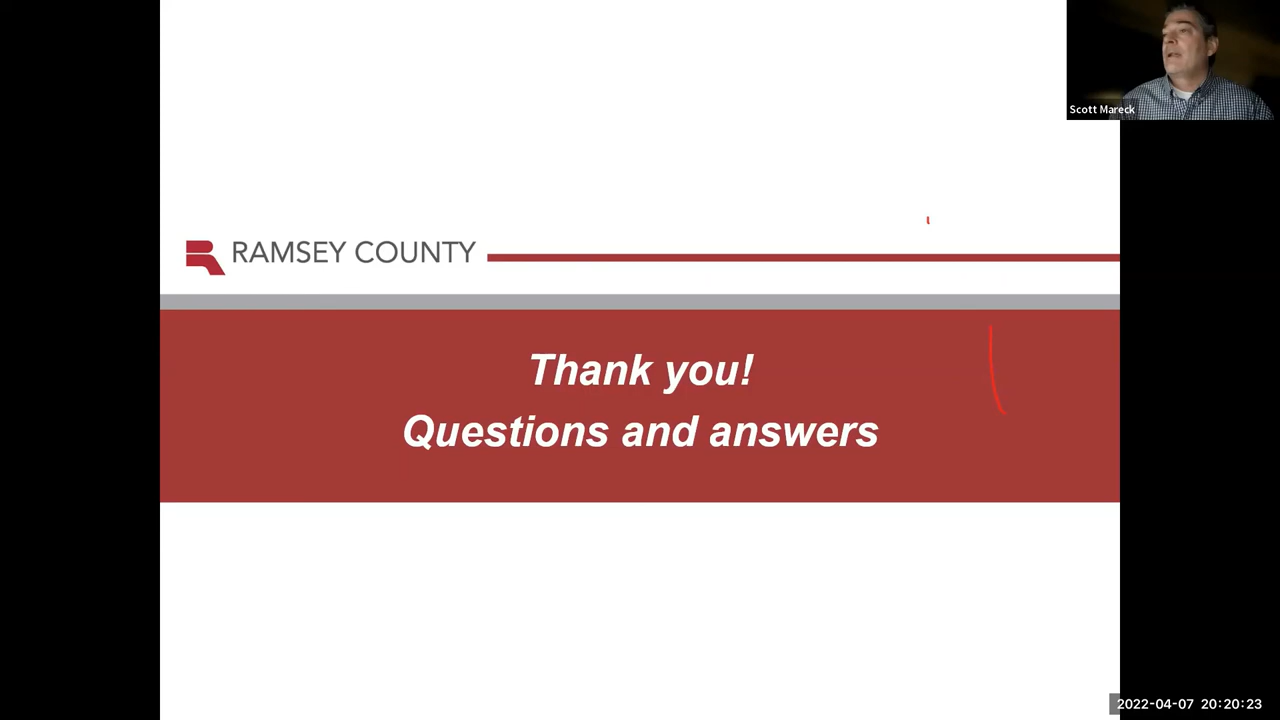 Scott Mareck
RAMSEY COUNTY
Thank you!
Questions and answers
2022-04-07 20:20:23